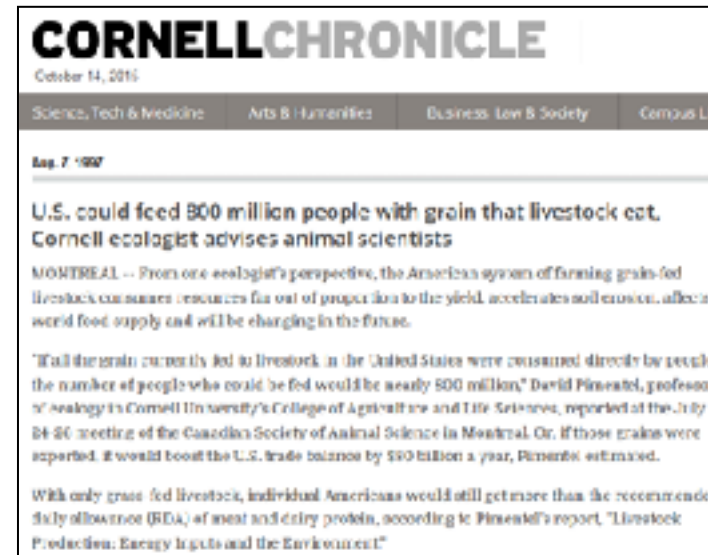 CORNELLCHRONICLE
October 14, 2016
Science, Tech & Medicine Arts & Humanities Business, Law & Society Campus L
Aug. 7 1997
U.S. could feed 800 million people with grain that livestock eat,
Cornell ecologist advises animal scientists
MONTREAL -- From one ecologist's perspective, the American system of farming grain-fed
livestock consumes resources far out of proportion to the yield, accelerates soil erosion, affects
world food supply and will be changing in the future.
"If all the grain currently fed to livestock in the United States were consumed directly by people
the number of people who could be fed would be nearly 800 million," David Pimentel, professor
of ecology in Cornell University's College of Agriculture and Life Sciences, reported at the July
24-26 meeting of the Canadian Society of Animal Science in Montreal. Or, if those grains were
exported, it would boost the U.S. trade balance by $80 billion a year, Pimentel estimated.
With only grass-fed livestock, individual Americans would still get more than the recommende
daily allowance (RDA) of meat and dairy protein, according to Pimentel's report, "Livestock
Production: Energy Inputs and the Environment"